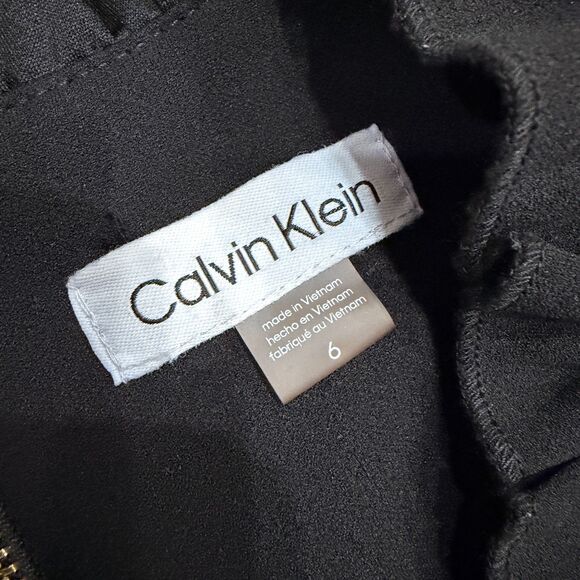 Calvin Klein
made in Vietnam
hecho en Vietnam
fabriqué au Vietnam
6